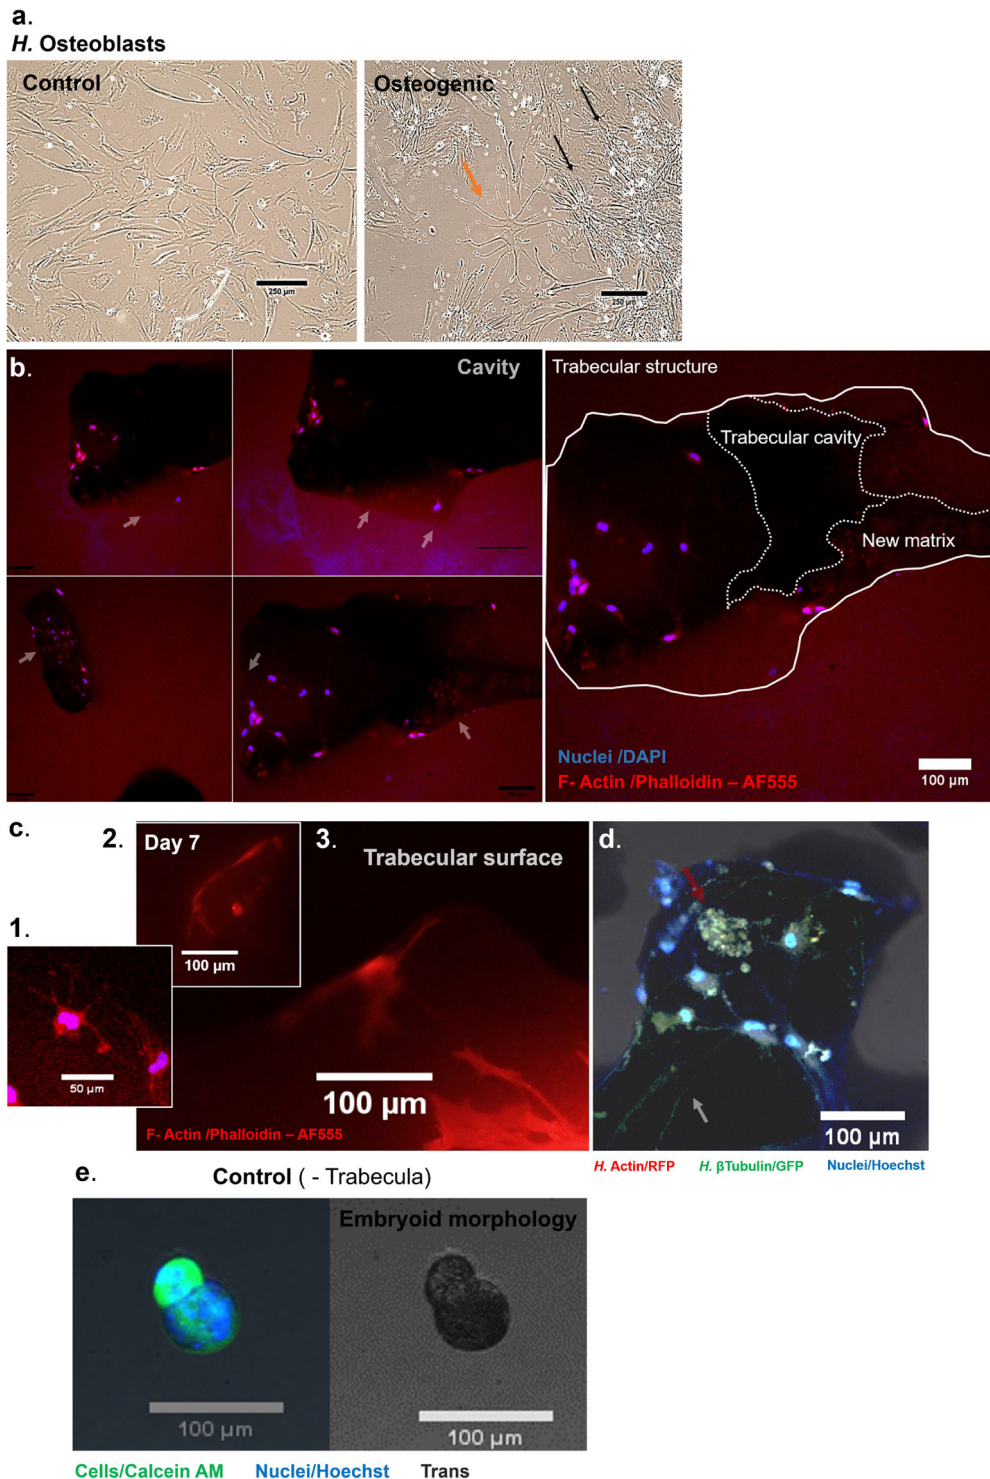 a.
H. Osteoblasts
Control
Osteogenic
250 µm
250 µm
b.
Cavity
Trabecular structure
Trabecular cavity
New matrix
Nuclei /DAPI
F- Actin /Phalloidin – AF555
100 µm
c.
2.
Day 7
3.
Trabecular surface
d.
1.
100 µm
50 µm
100 µm
F- Actin /Phalloidin – AF555
100 µm
H. Actin/RFP
H. βTubulin/GFP
Nuclei/Hoechst
e.
Control ( - Trabecula)
Embryoid morphology
100 µm
100 µm
Cells/Calcein AM
Nuclei/Hoechst
Trans